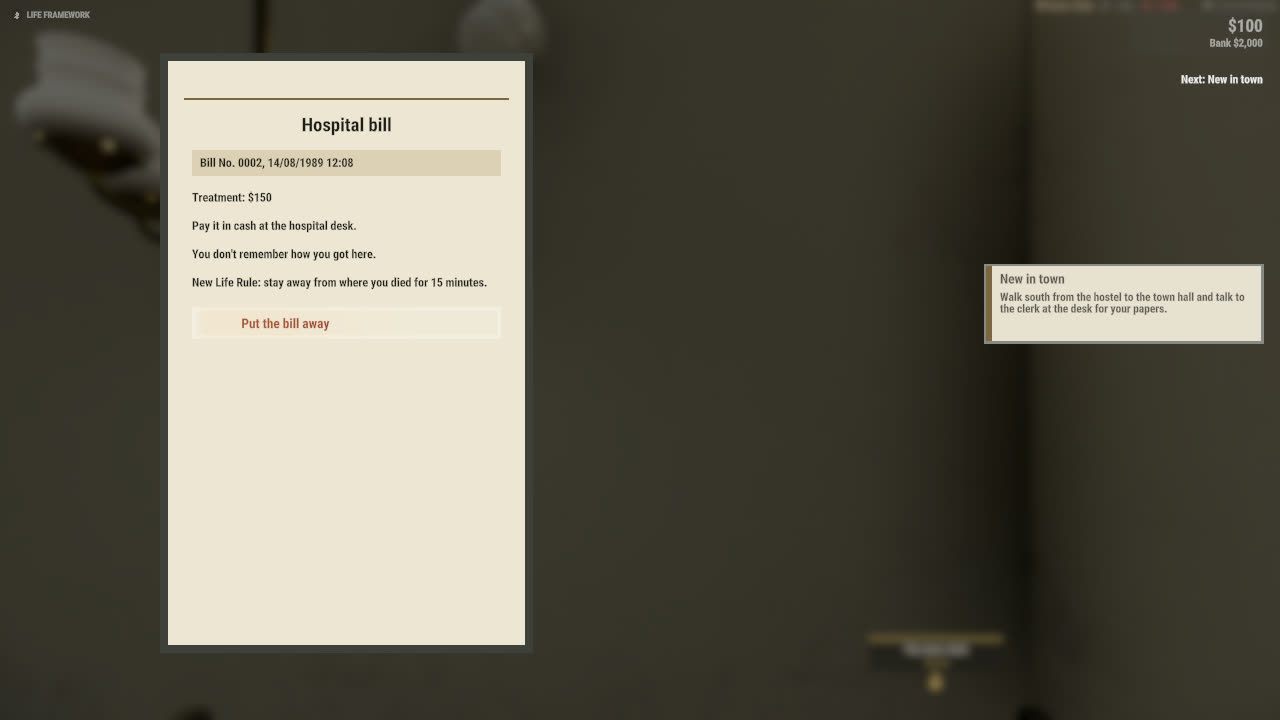 LIFE FRAMEWORK
$100
Bank $2,000
Next: New in town
Hospital bill
Bill No. 0002, 14/08/1989 12:08
Treatment: $150
Pay it in cash at the hospital desk.
You don't remember how you got here.
New Life Rule: stay away from where you died for 15 minutes.
Put the bill away
New in town
Walk south from the hostel to the town hall and talk to
the clerk at the desk for your papers.